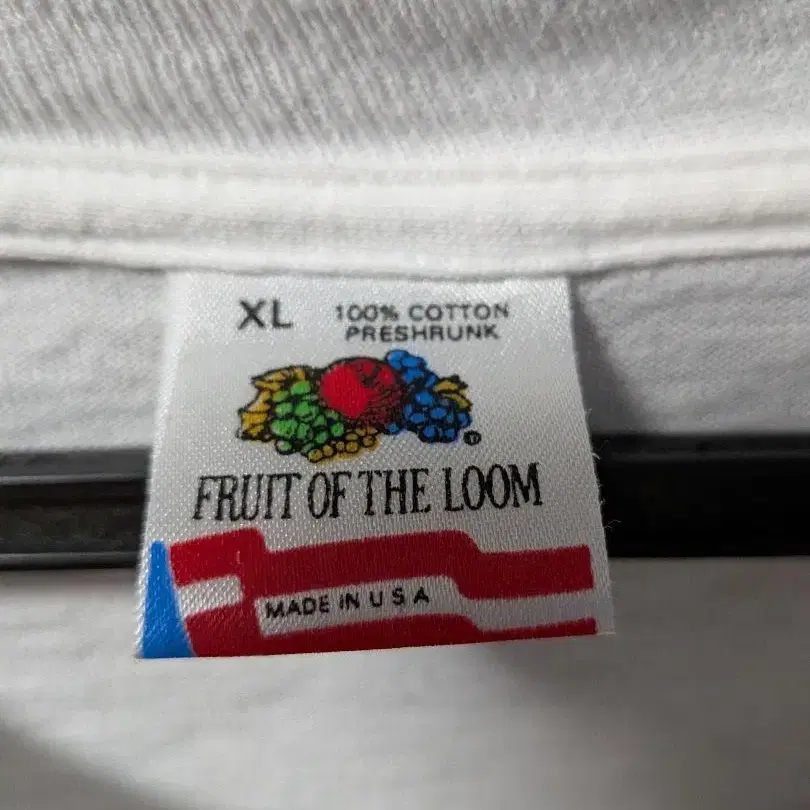 XL 100% COTTON
PRESHRUNK
FRUIT OF THE LOOM
MADE IN U S A